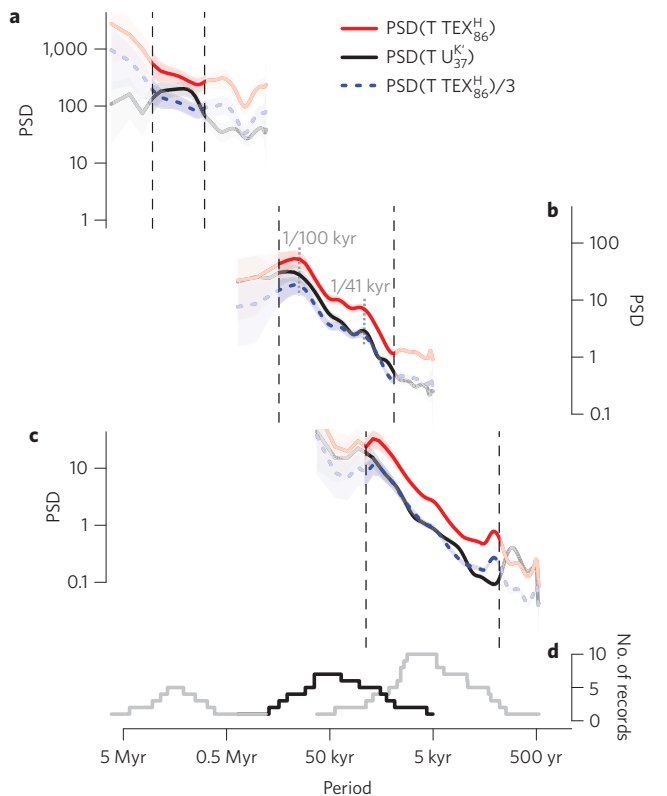 a
PSD(T TEX₈₆ᴴ)
PSD(T U₃₇ᴷ′)
PSD(T TEX₈₆ᴴ)/3
1,000
100
10
1
PSD
b
1/100 kyr
1/41 kyr
100
10
1
0.1
PSD
c
10
1
0.1
PSD
d
10
5
0
No. of records
5 Myr 0.5 Myr 50 kyr 5 kyr 500 yr
Period